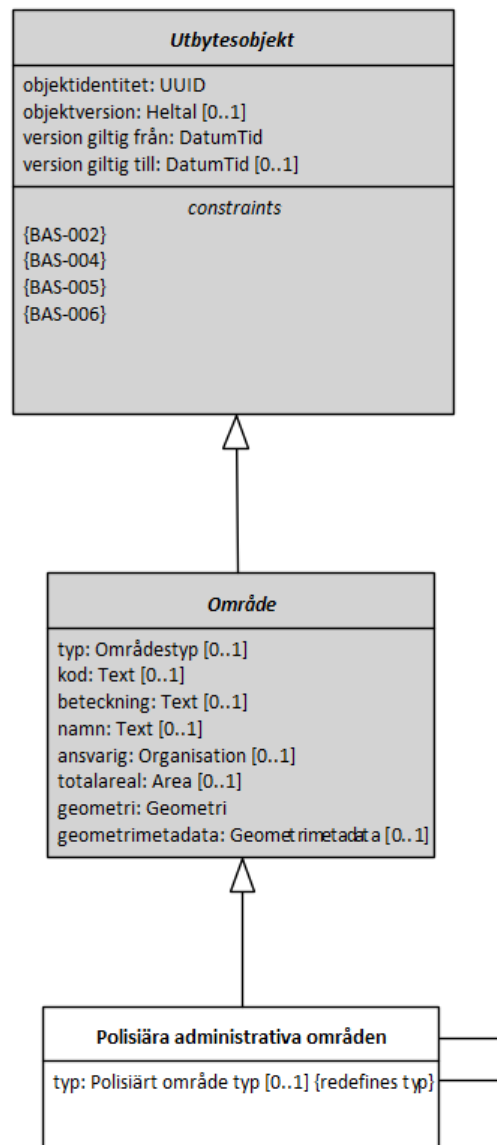 Utbytesobjekt
objektidentitet: UUID
objektversion: Heltal [0..1]
version giltig från: DatumTid
version giltig till: DatumTid [0..1]
constraints
{BAS-002}
{BAS-004}
{BAS-005}
{BAS-006}
Område
typ: Områdestyp [0..1]
kod: Text [0..1]
beteckning: Text [0..1]
namn: Text [0..1]
ansvarig: Organisation [0..1]
totalareal: Area [0..1]
geometri: Geometri
geometrimetadata: Geometrimetadata [0..1]
Polisiära administrativa områden
typ: Polisiärt område typ [0..1] {redefines typ}